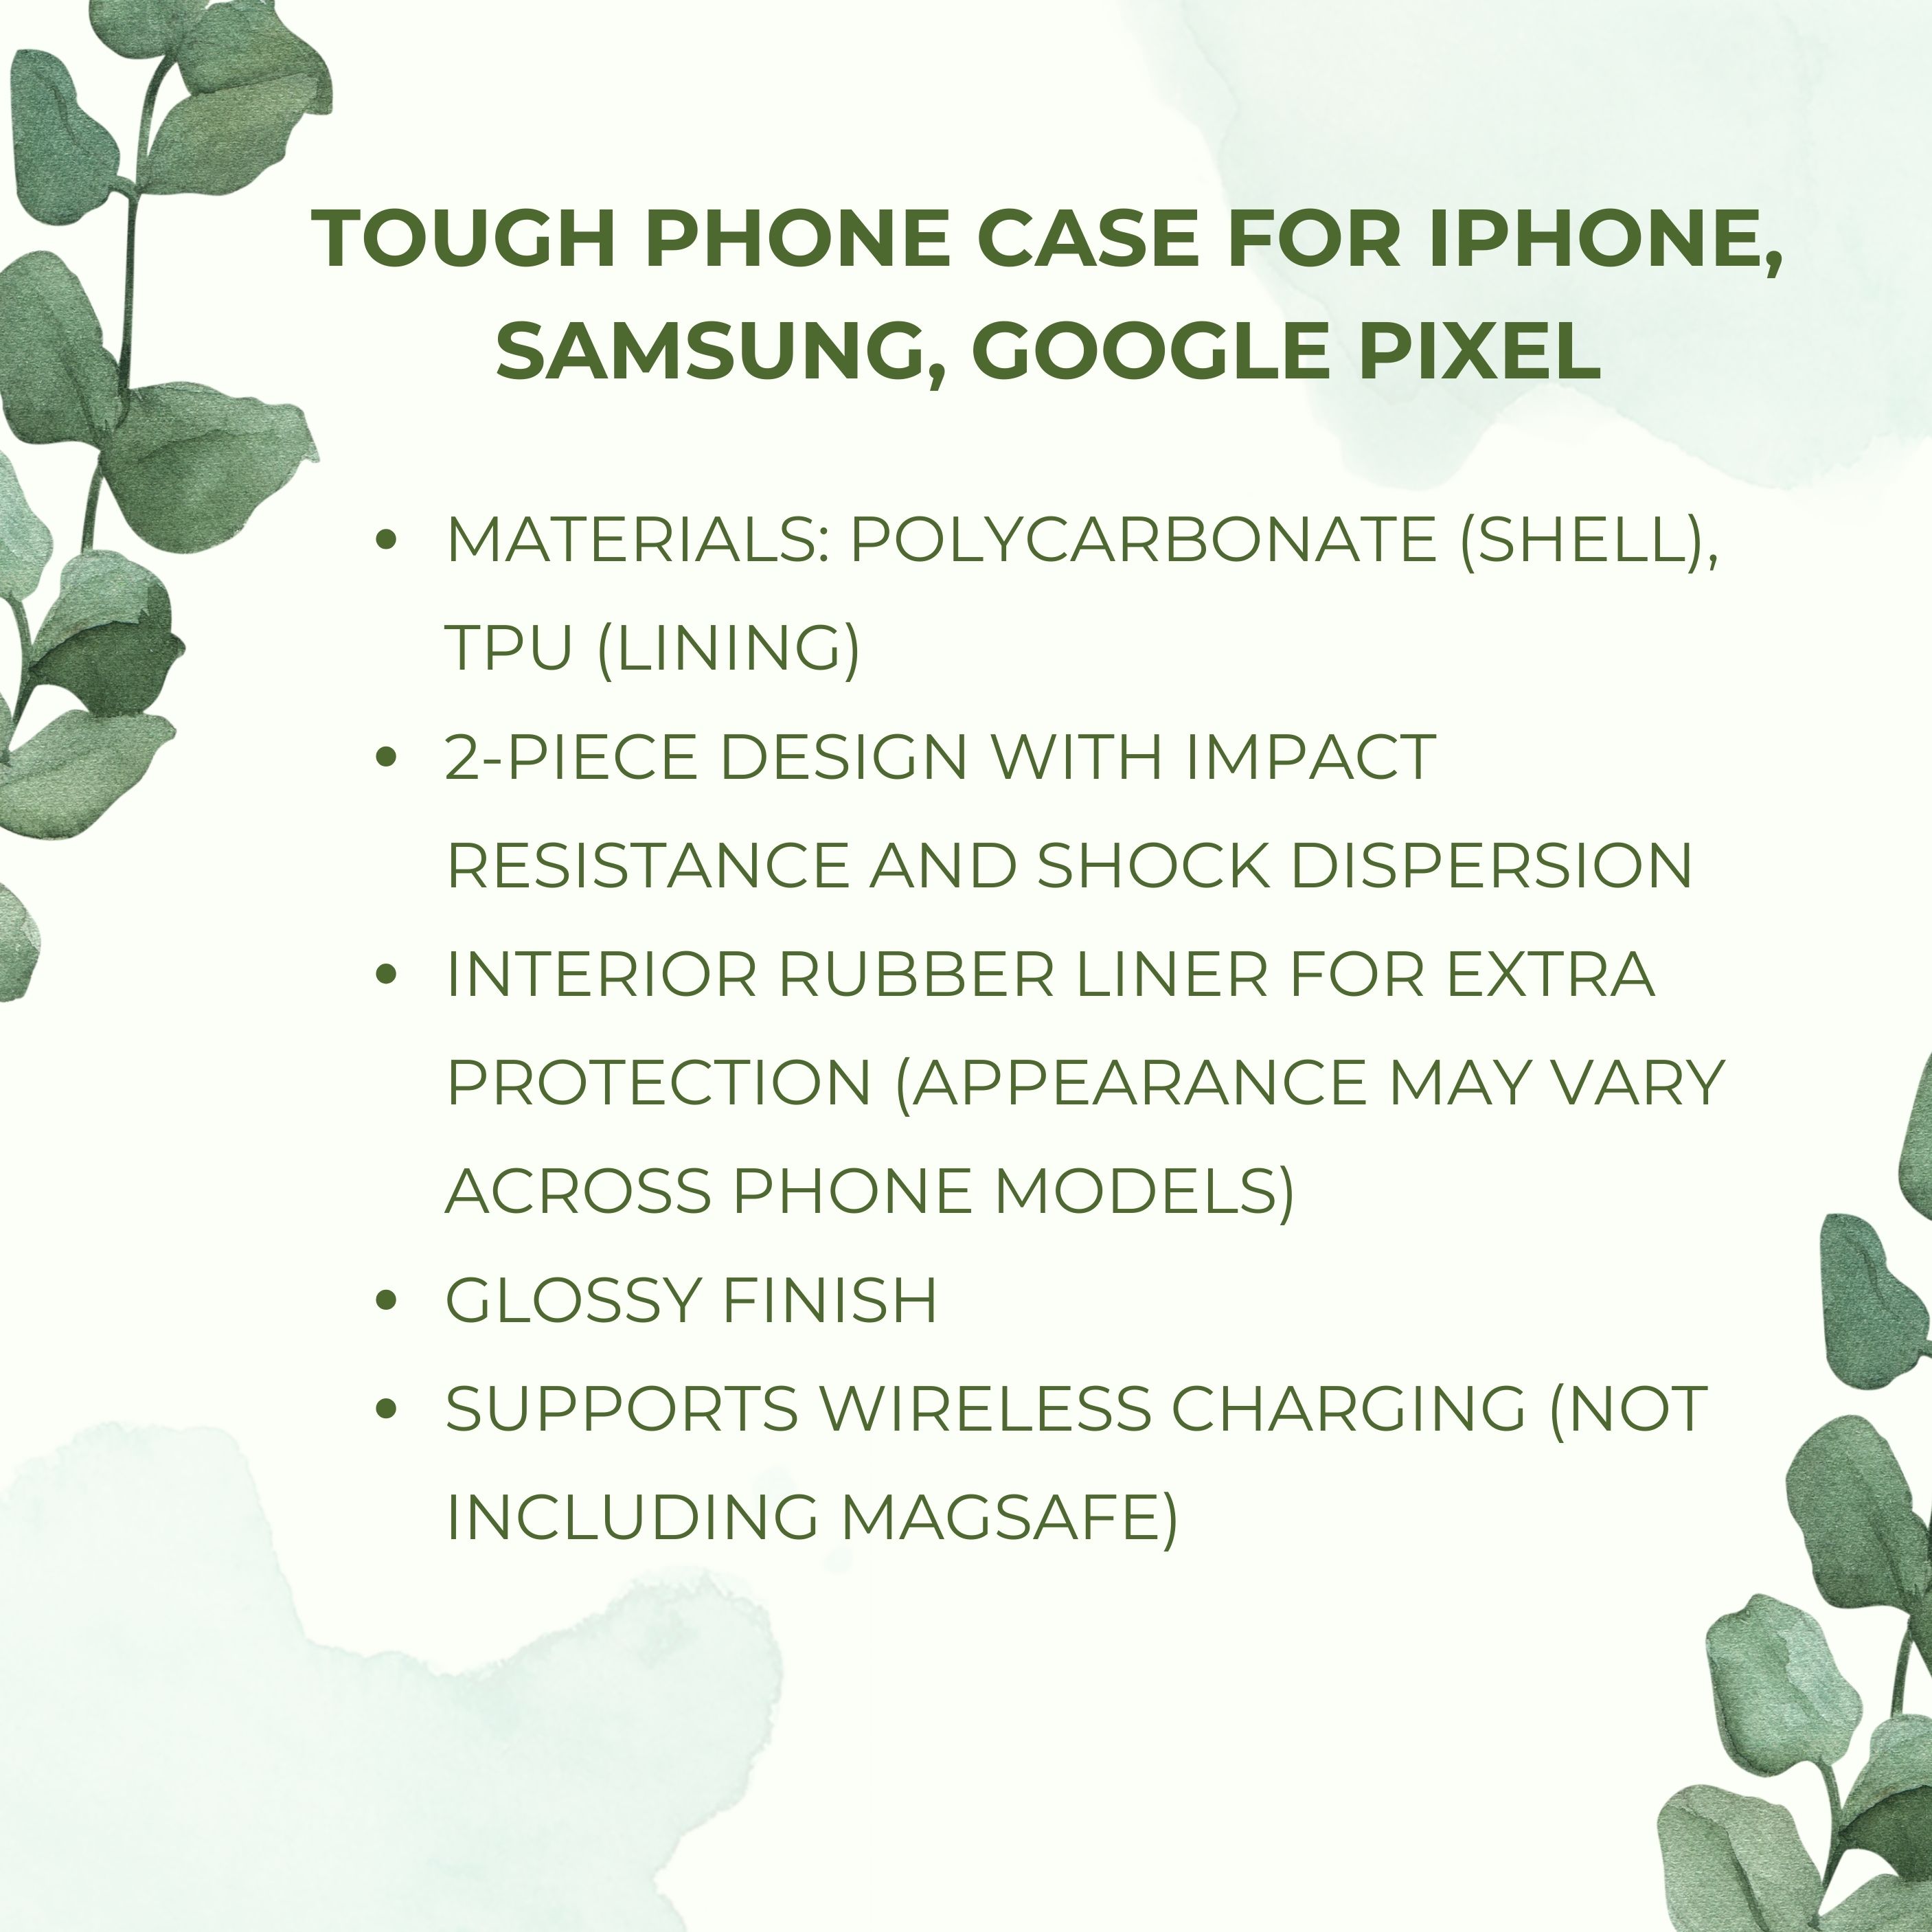 TOUGH PHONE CASE FOR IPHONE,
SAMSUNG, GOOGLE PIXEL
• MATERIALS: POLYCARBONATE (SHELL),
TPU (LINING)
• 2-PIECE DESIGN WITH IMPACT
RESISTANCE AND SHOCK DISPERSION
• INTERIOR RUBBER LINER FOR EXTRA
PROTECTION (APPEARANCE MAY VARY
ACROSS PHONE MODELS)
• GLOSSY FINISH
• SUPPORTS WIRELESS CHARGING (NOT
INCLUDING MAGSAFE)